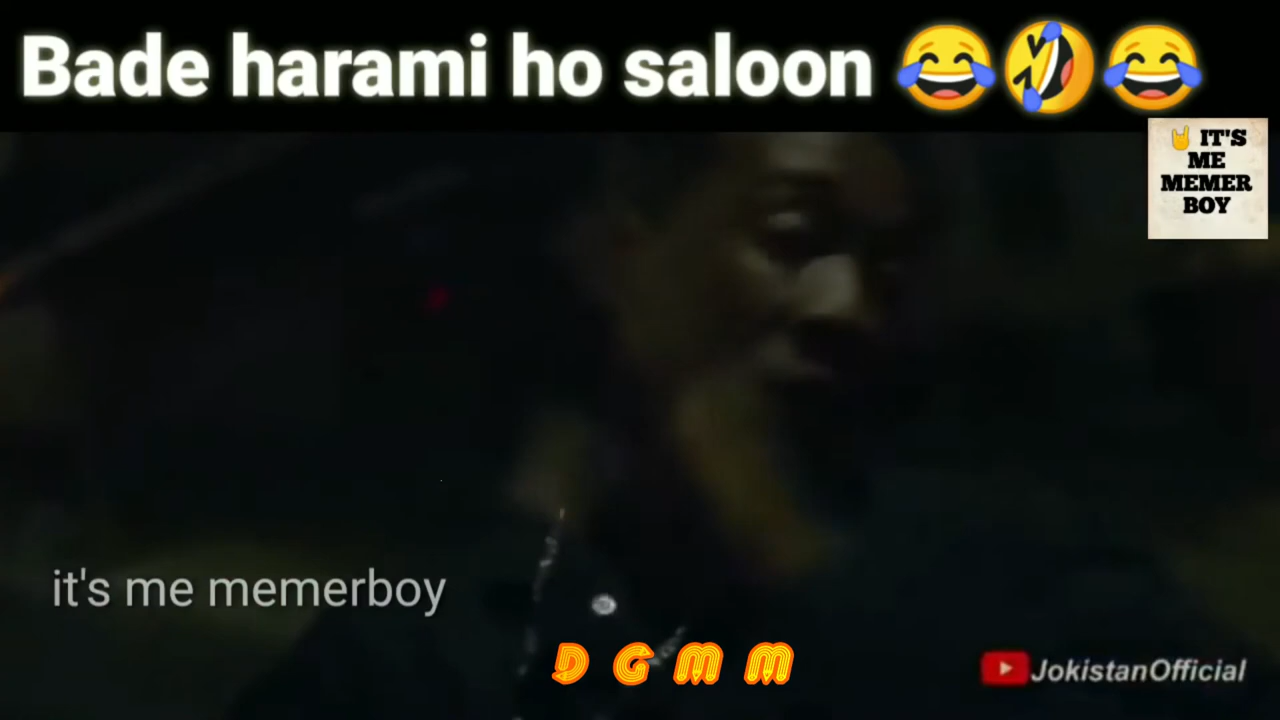 Bade harami ho saloon 😂🤣😂
🤘 IT'S
ME
MEMER
BOY
it's me memerboy
D G M M
JokistanOfficial